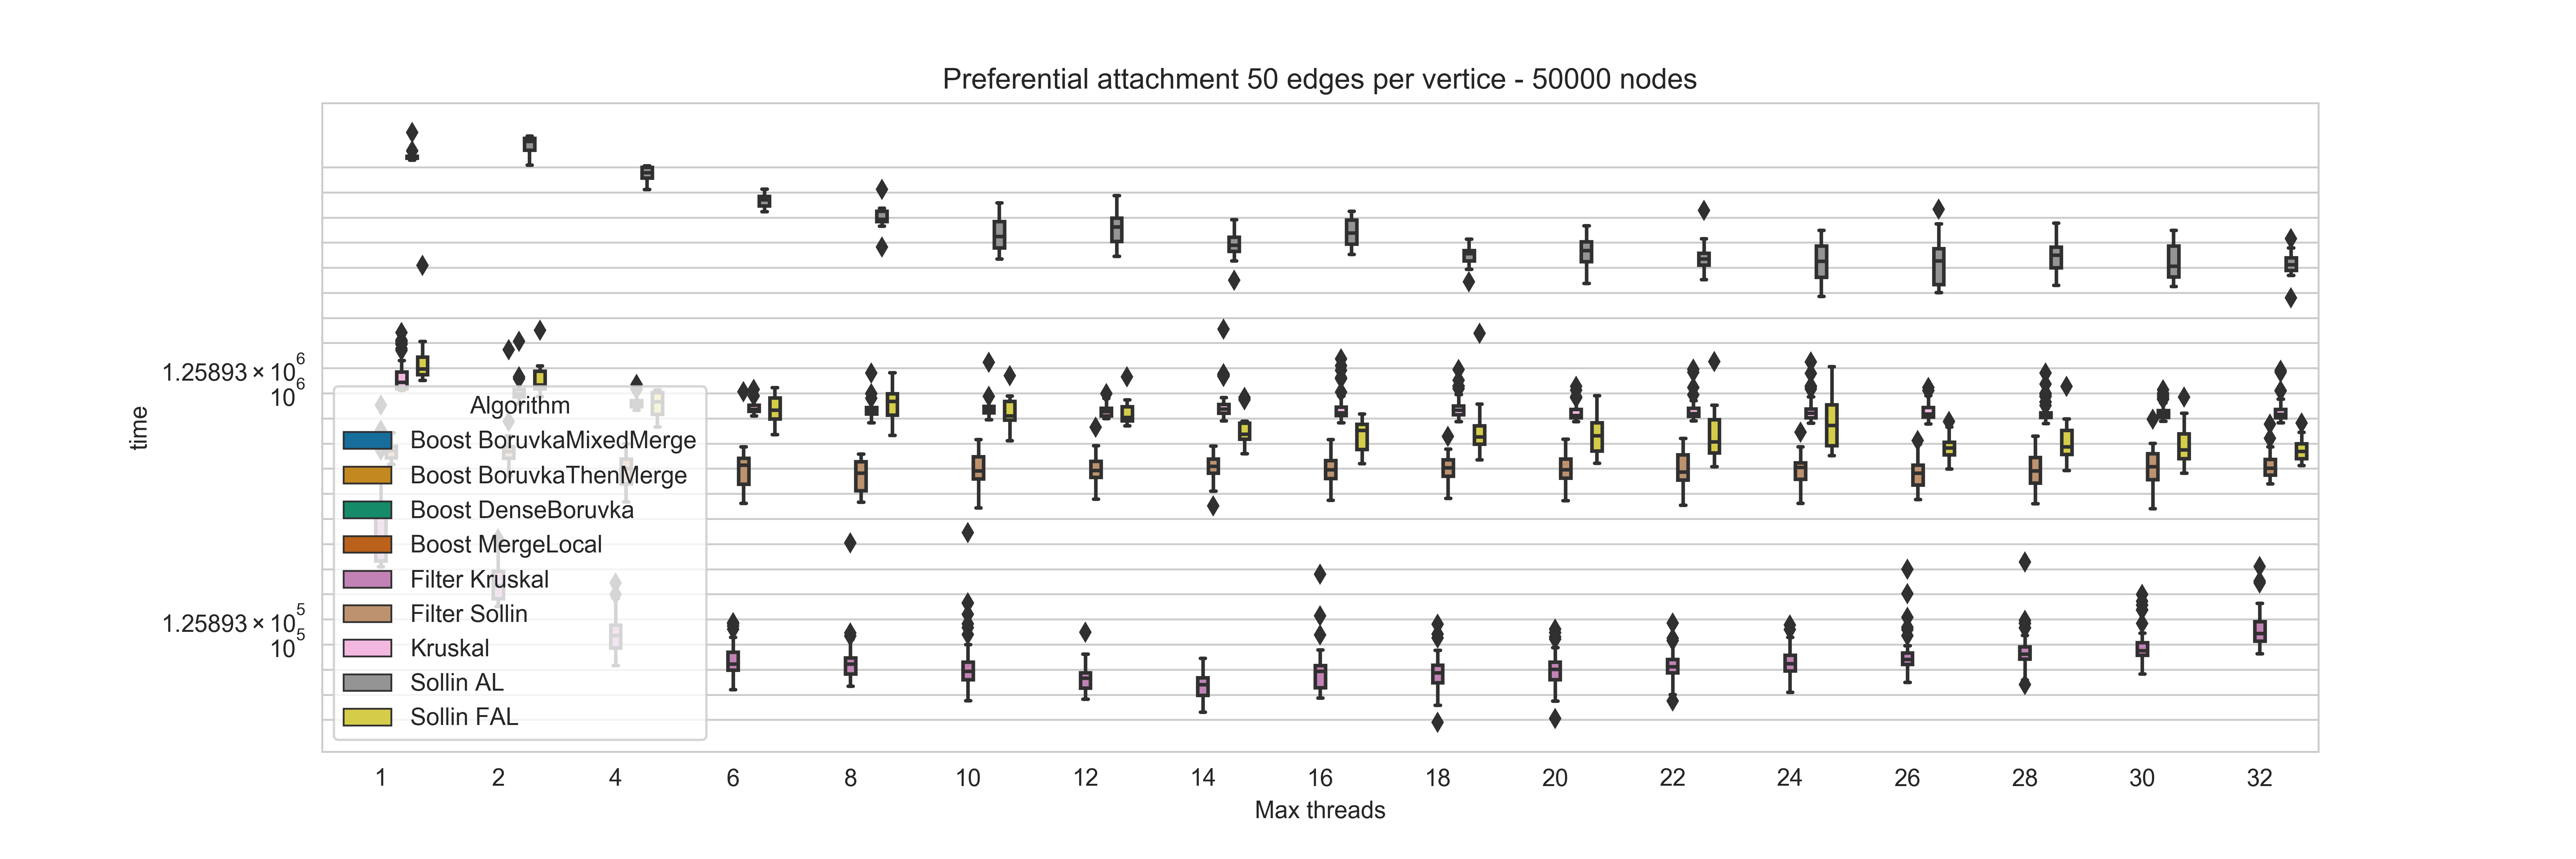 Preferential attachment 50 edges per vertice - 50000 nodes
1.25893 × 10^6
10^6
time
1.25893 × 10^5
10^5
Algorithm
Boost BoruvkaMixedMerge
Boost BoruvkaThenMerge
Boost DenseBoruvka
Boost MergeLocal
Filter Kruskal
Filter Sollin
Kruskal
Sollin AL
Sollin FAL
1 2 4 6 8 10 12 14 16 18 20 22 24 26 28 30 32
Max threads